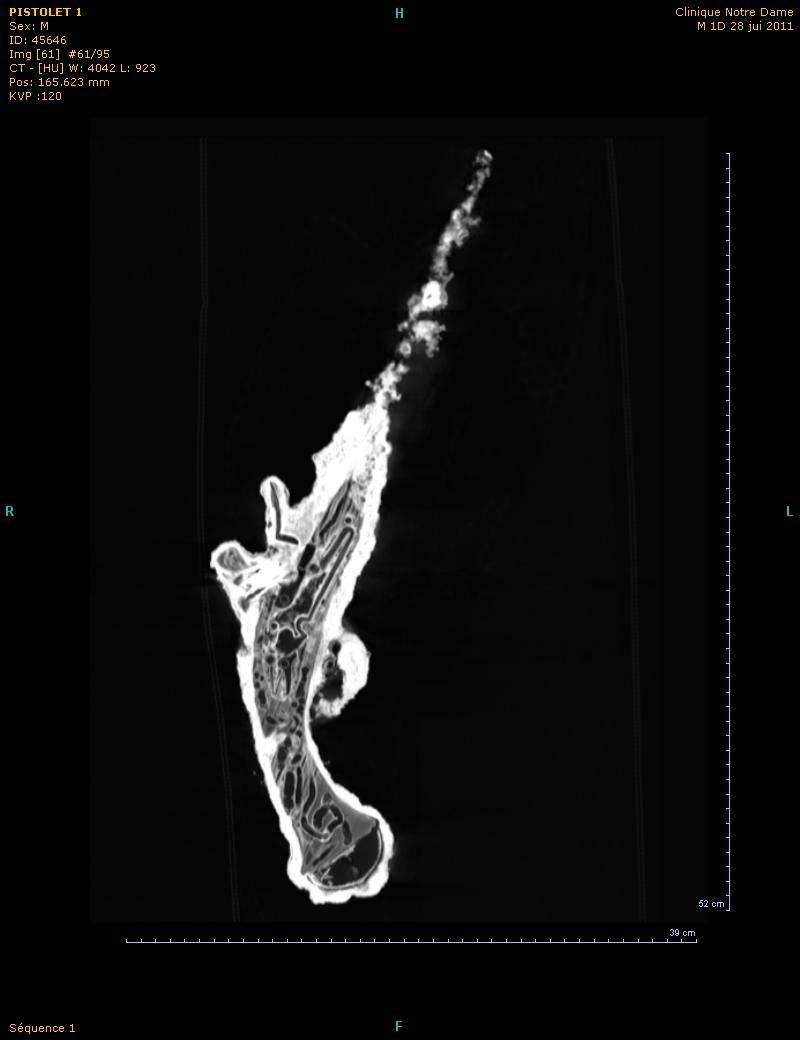 PISTOLET 1
Sex: M
ID: 45646
Img [61] #61/95
CT - [HU] W: 4042 L: 923
Pos: 165.623 mm
KVP :120
H
Clinique Notre Dame
M 1D 28 jui 2011
R
L
52 cm
39 cm
Séquence 1
F